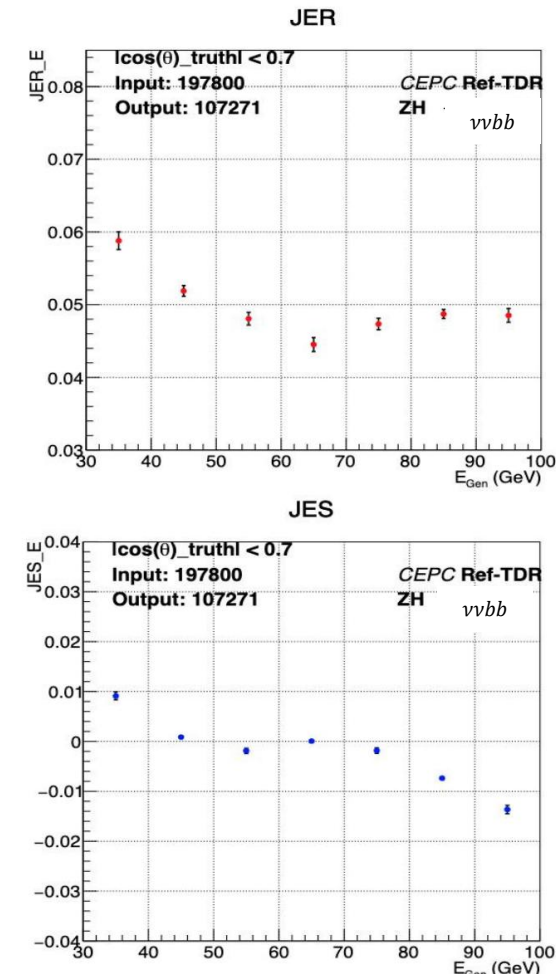 JER
JER_E
|cos(θ)_truth| < 0.7
Input: 197800
Output: 107271
CEPC Ref-TDR
ZH
ννbb
0.08
0.07
0.06
0.05
0.04
0.03
30 40 50 60 70 80 90 100
E_Gen (GeV)
JES
JES_E
|cos(θ)_truth| < 0.7
Input: 197800
Output: 107271
CEPC Ref-TDR
ZH
ννbb
0.04
0.03
0.02
0.01
0
−0.01
−0.02
−0.03
−0.04
30 40 50 60 70 80 90 100
E_Gen (GeV)